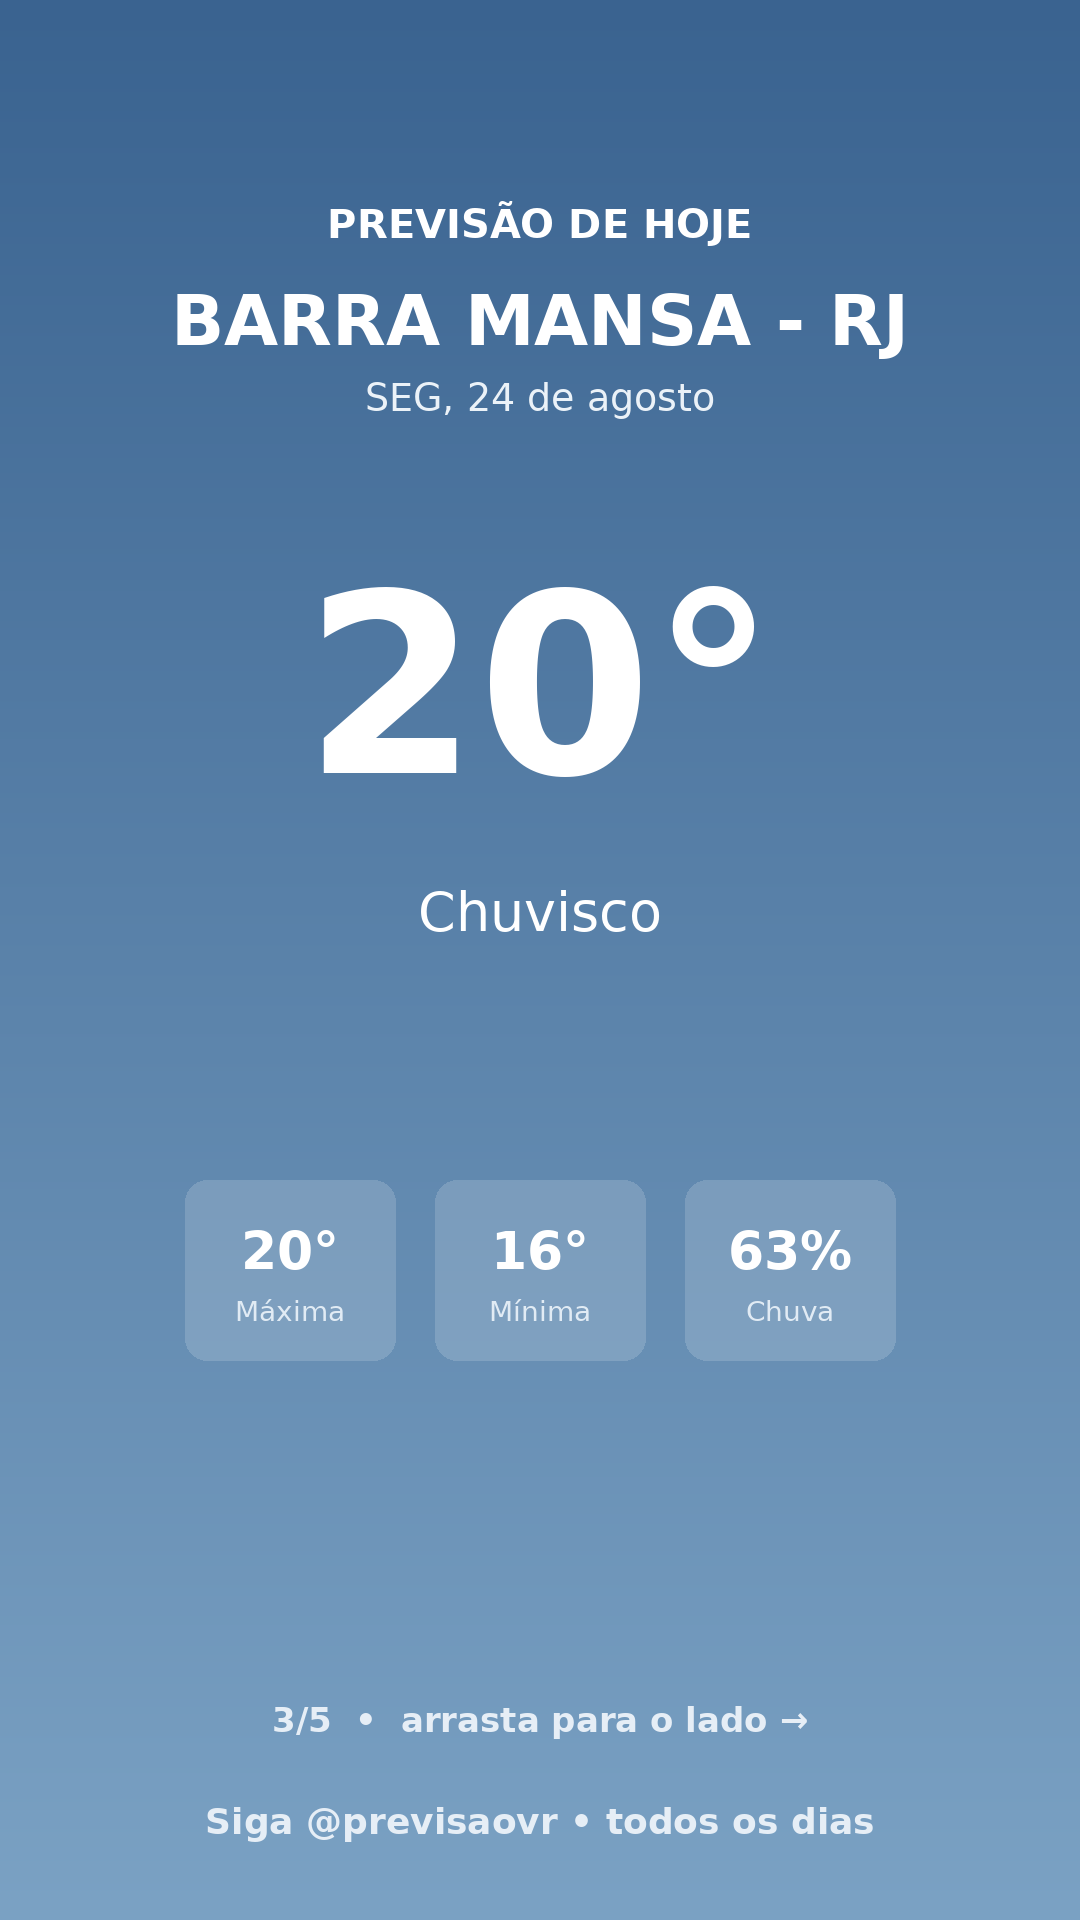 PREVISÃO DE HOJE
BARRA MANSA - RJ
SEG, 24 de agosto
20°
Chuvisco
20° 16° 63%
Máxima Mínima Chuva
3/5 • arrasta para o lado →
Siga @previsaovr • todos os dias